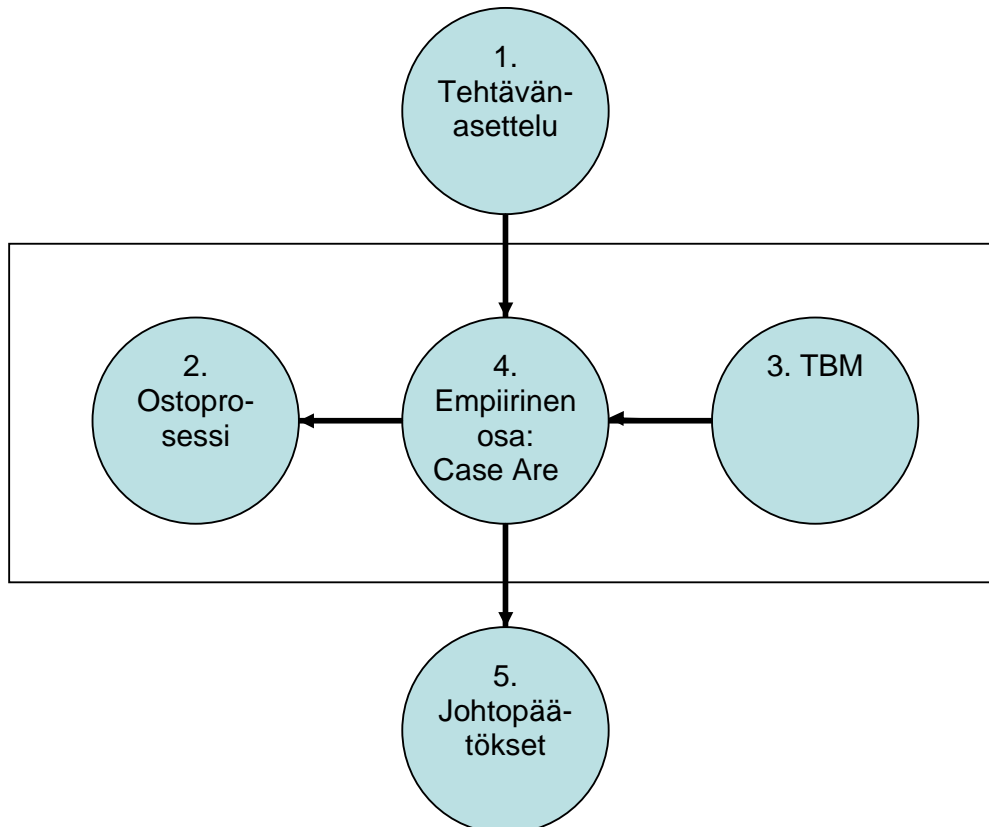 1.
Tehtävän-
asettelu
2.
Ostopro-
sessi
4.
Empiirinen
osa:
Case Are
3. TBM
5.
Johtopää-
tökset